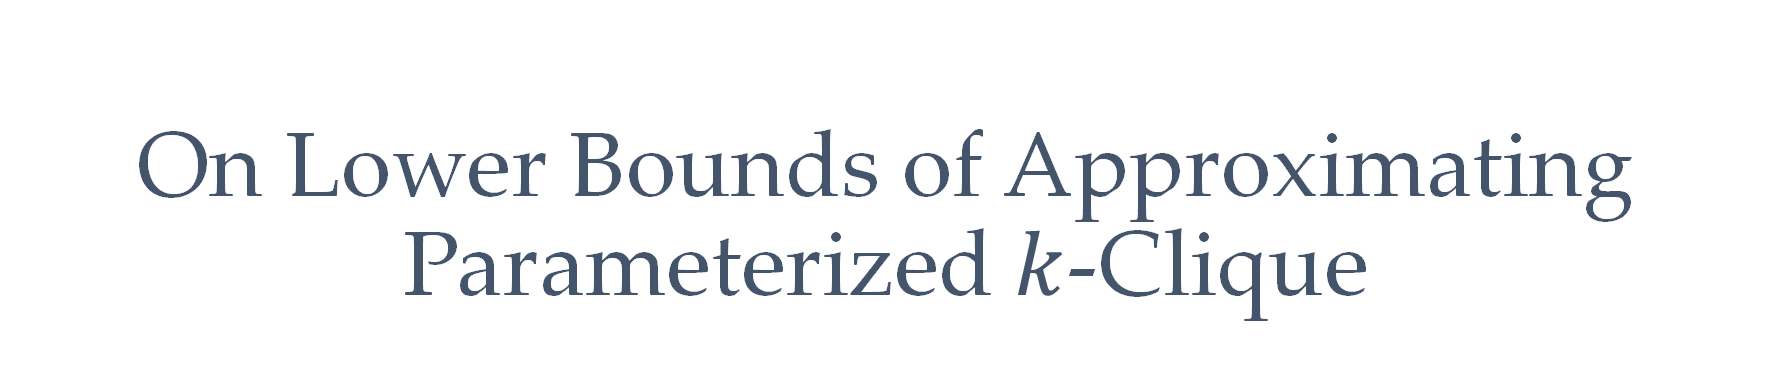 On Lower Bounds of Approximating
Parameterized k-Clique